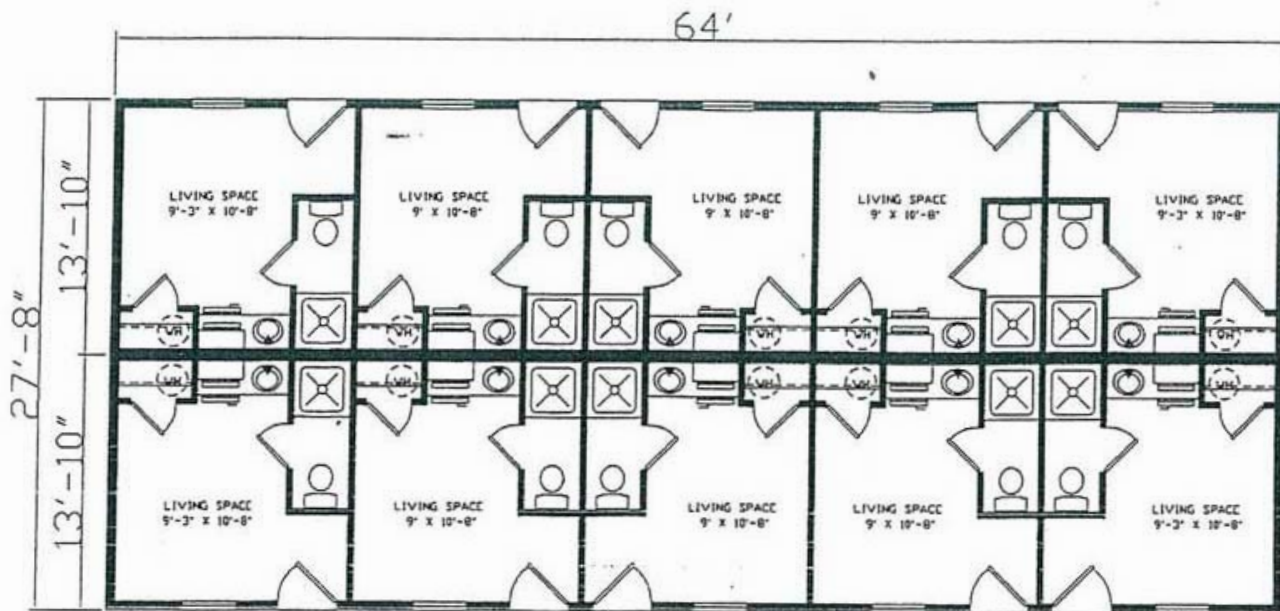 64'
27'-8"
13'-10"
13'-10"
LIVING SPACE
9'-3" X 10'-8"
LIVING SPACE
9' X 10'-8"
LIVING SPACE
9' X 10'-8"
LIVING SPACE
9' X 10'-8"
LIVING SPACE
9'-3" X 10'-8"
WH
WH
WH
WH
WH
WH
WH
WH
WH
WH
LIVING SPACE
9'-3" X 10'-8"
LIVING SPACE
9' X 10'-8"
LIVING SPACE
9' X 10'-8"
LIVING SPACE
9' X 10'-8"
LIVING SPACE
9'-3" X 10'-8"